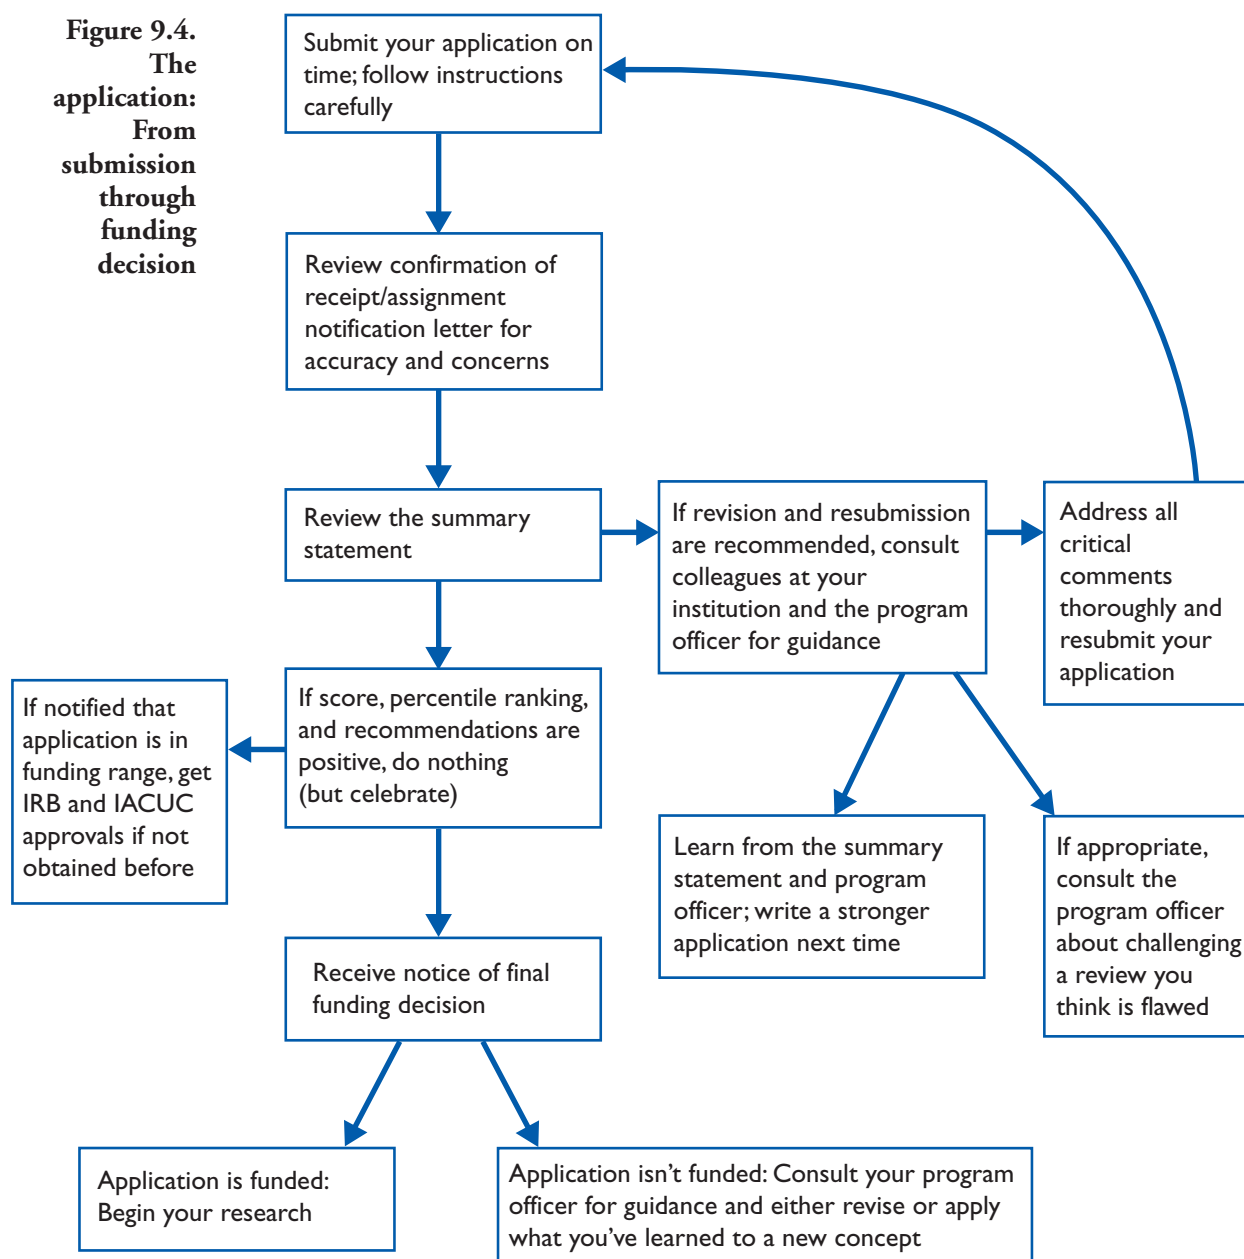 Figure 9.4.
The
application:
From
submission
through
funding
decision
Submit your application on
time; follow instructions
carefully
Review confirmation of
receipt/assignment
notification letter for
accuracy and concerns
Review the summary
statement
If revision and resubmission
are recommended, consult
colleagues at your
institution and the program
officer for guidance
Address all
critical
comments
thoroughly and
resubmit your
application
If notified that
application is in
funding range, get
IRB and IACUC
approvals if not
obtained before
If score, percentile ranking,
and recommendations are
positive, do nothing
(but celebrate)
Learn from the summary
statement and program
officer; write a stronger
application next time
If appropriate,
consult the
program officer
about challenging
a review you
think is flawed
Receive notice of final
funding decision
Application is funded:
Begin your research
Application isn't funded: Consult your program
officer for guidance and either revise or apply
what you've learned to a new concept